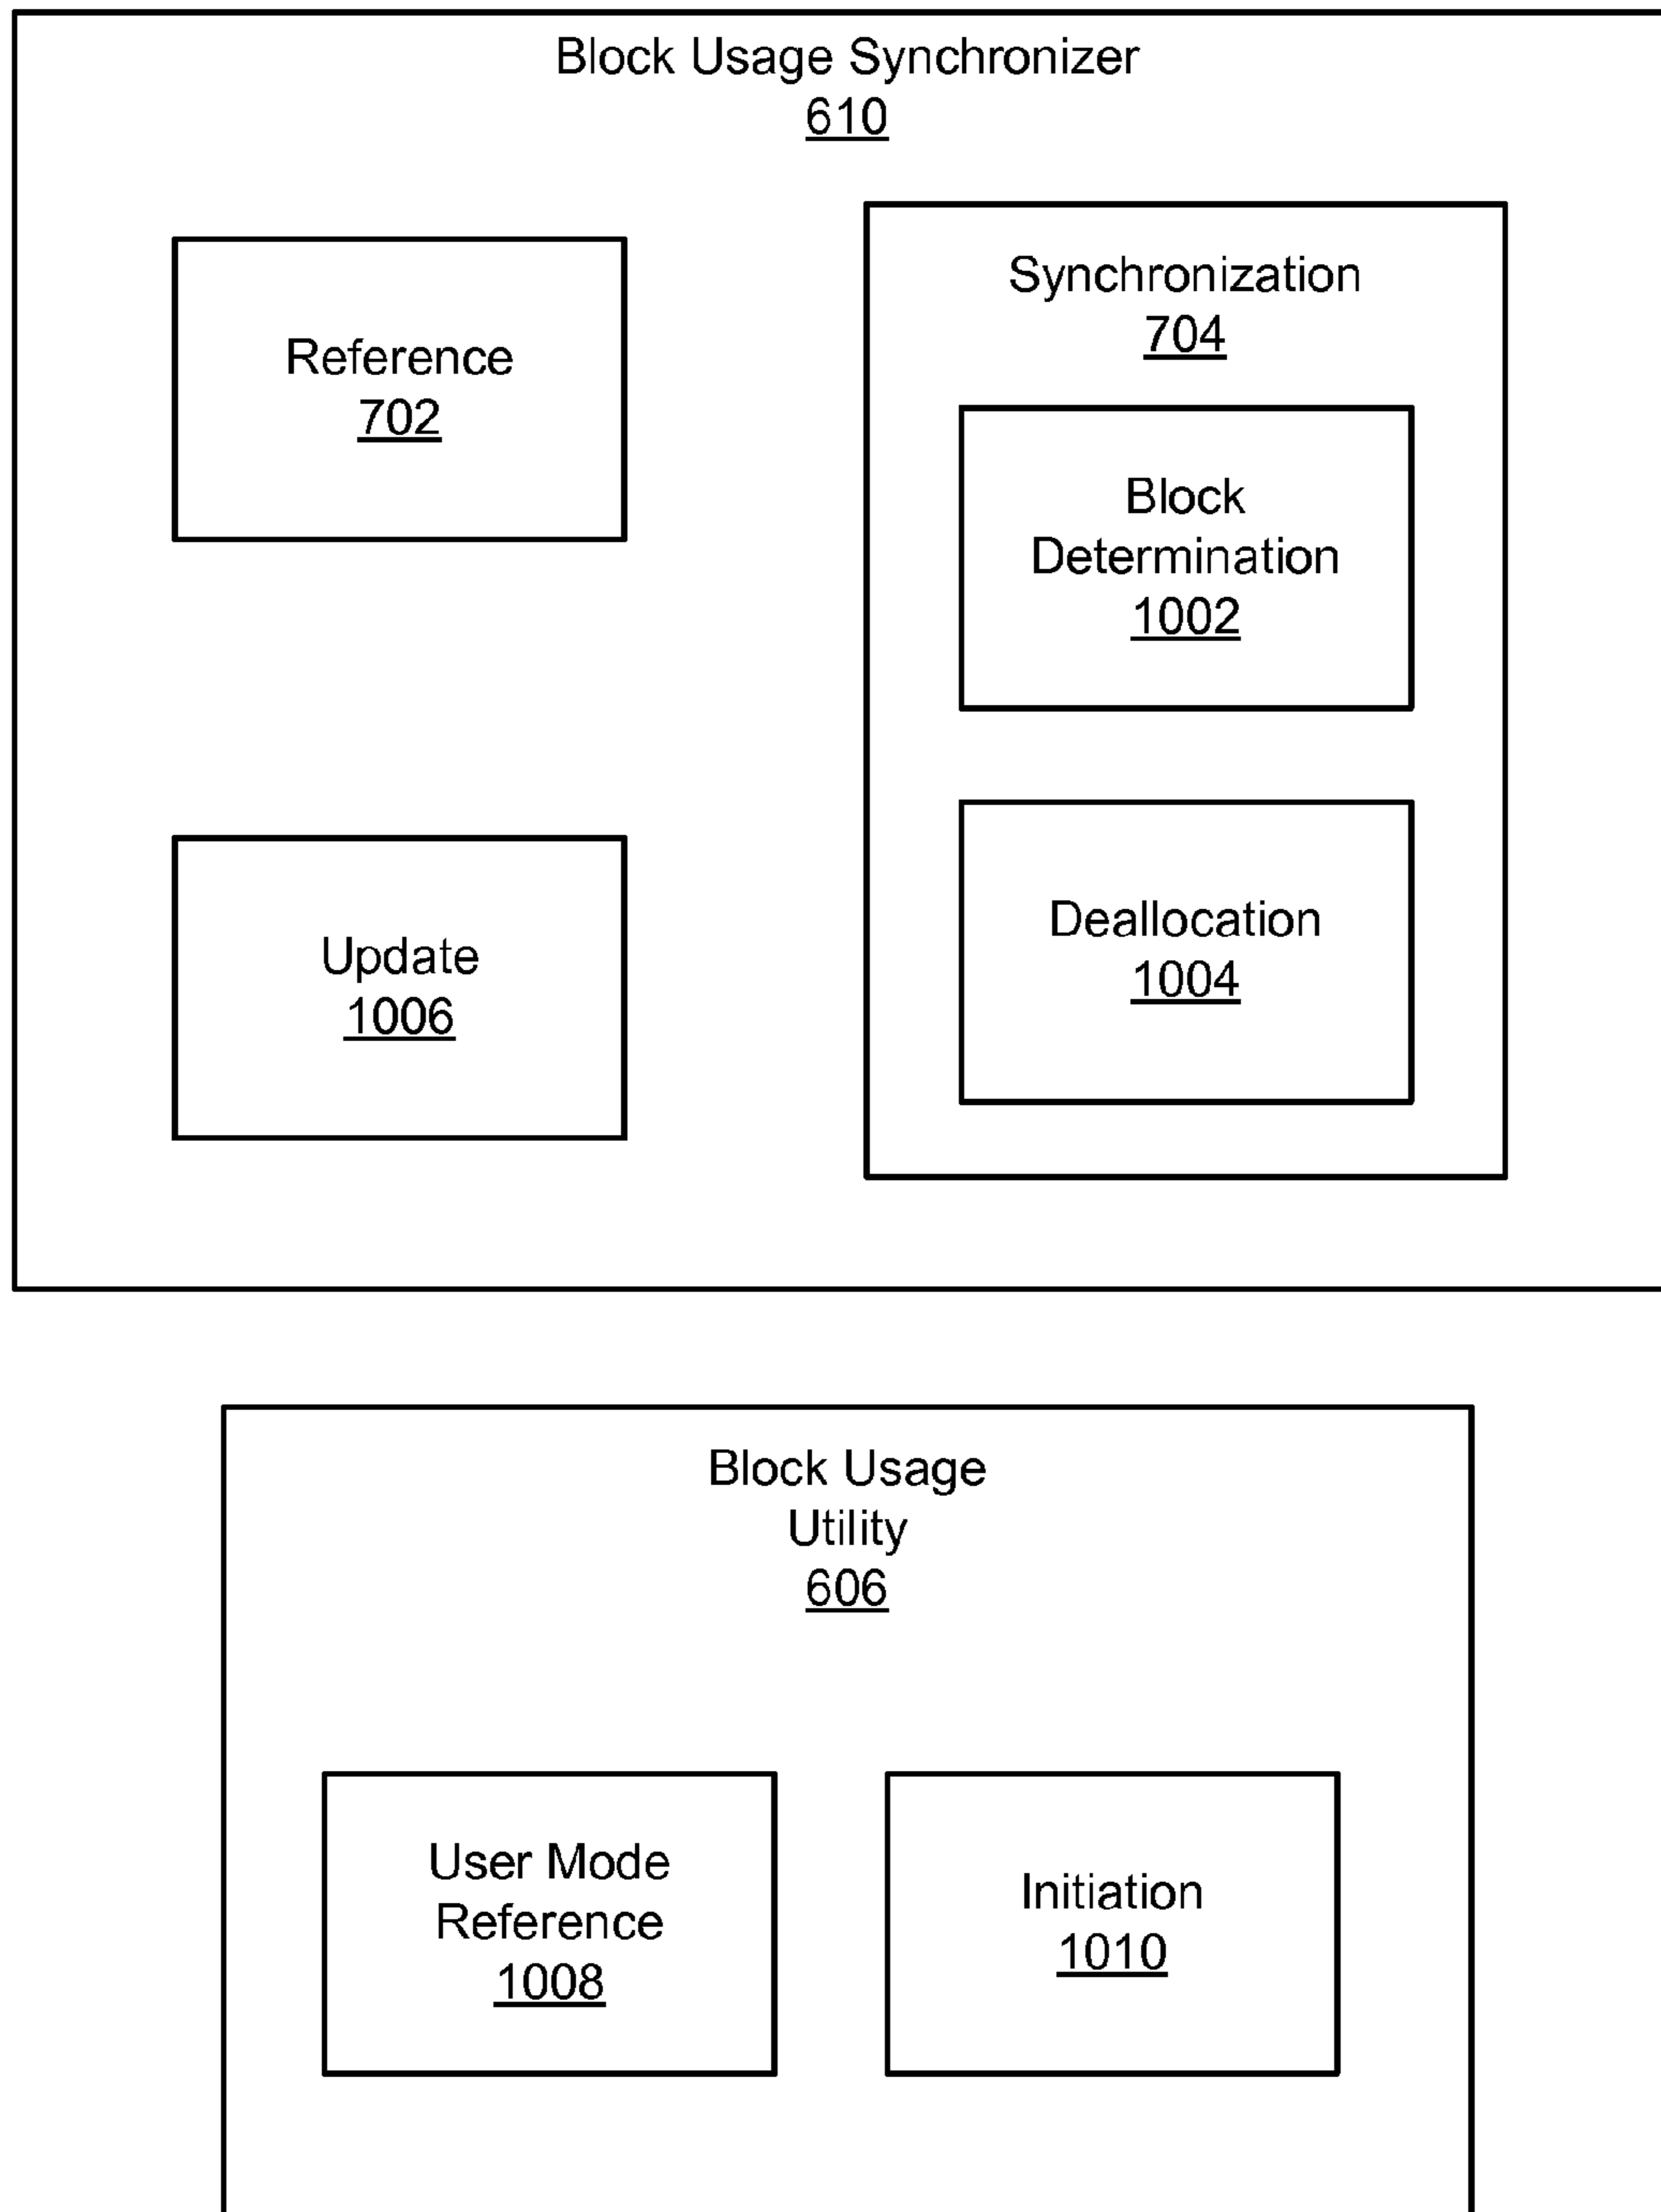 Block Usage Synchronizer
610
Reference
702
Synchronization
704
Block
Determination
1002
Update
1006
Deallocation
1004
Block Usage
Utility
606
User Mode
Reference
1008
Initiation
1010